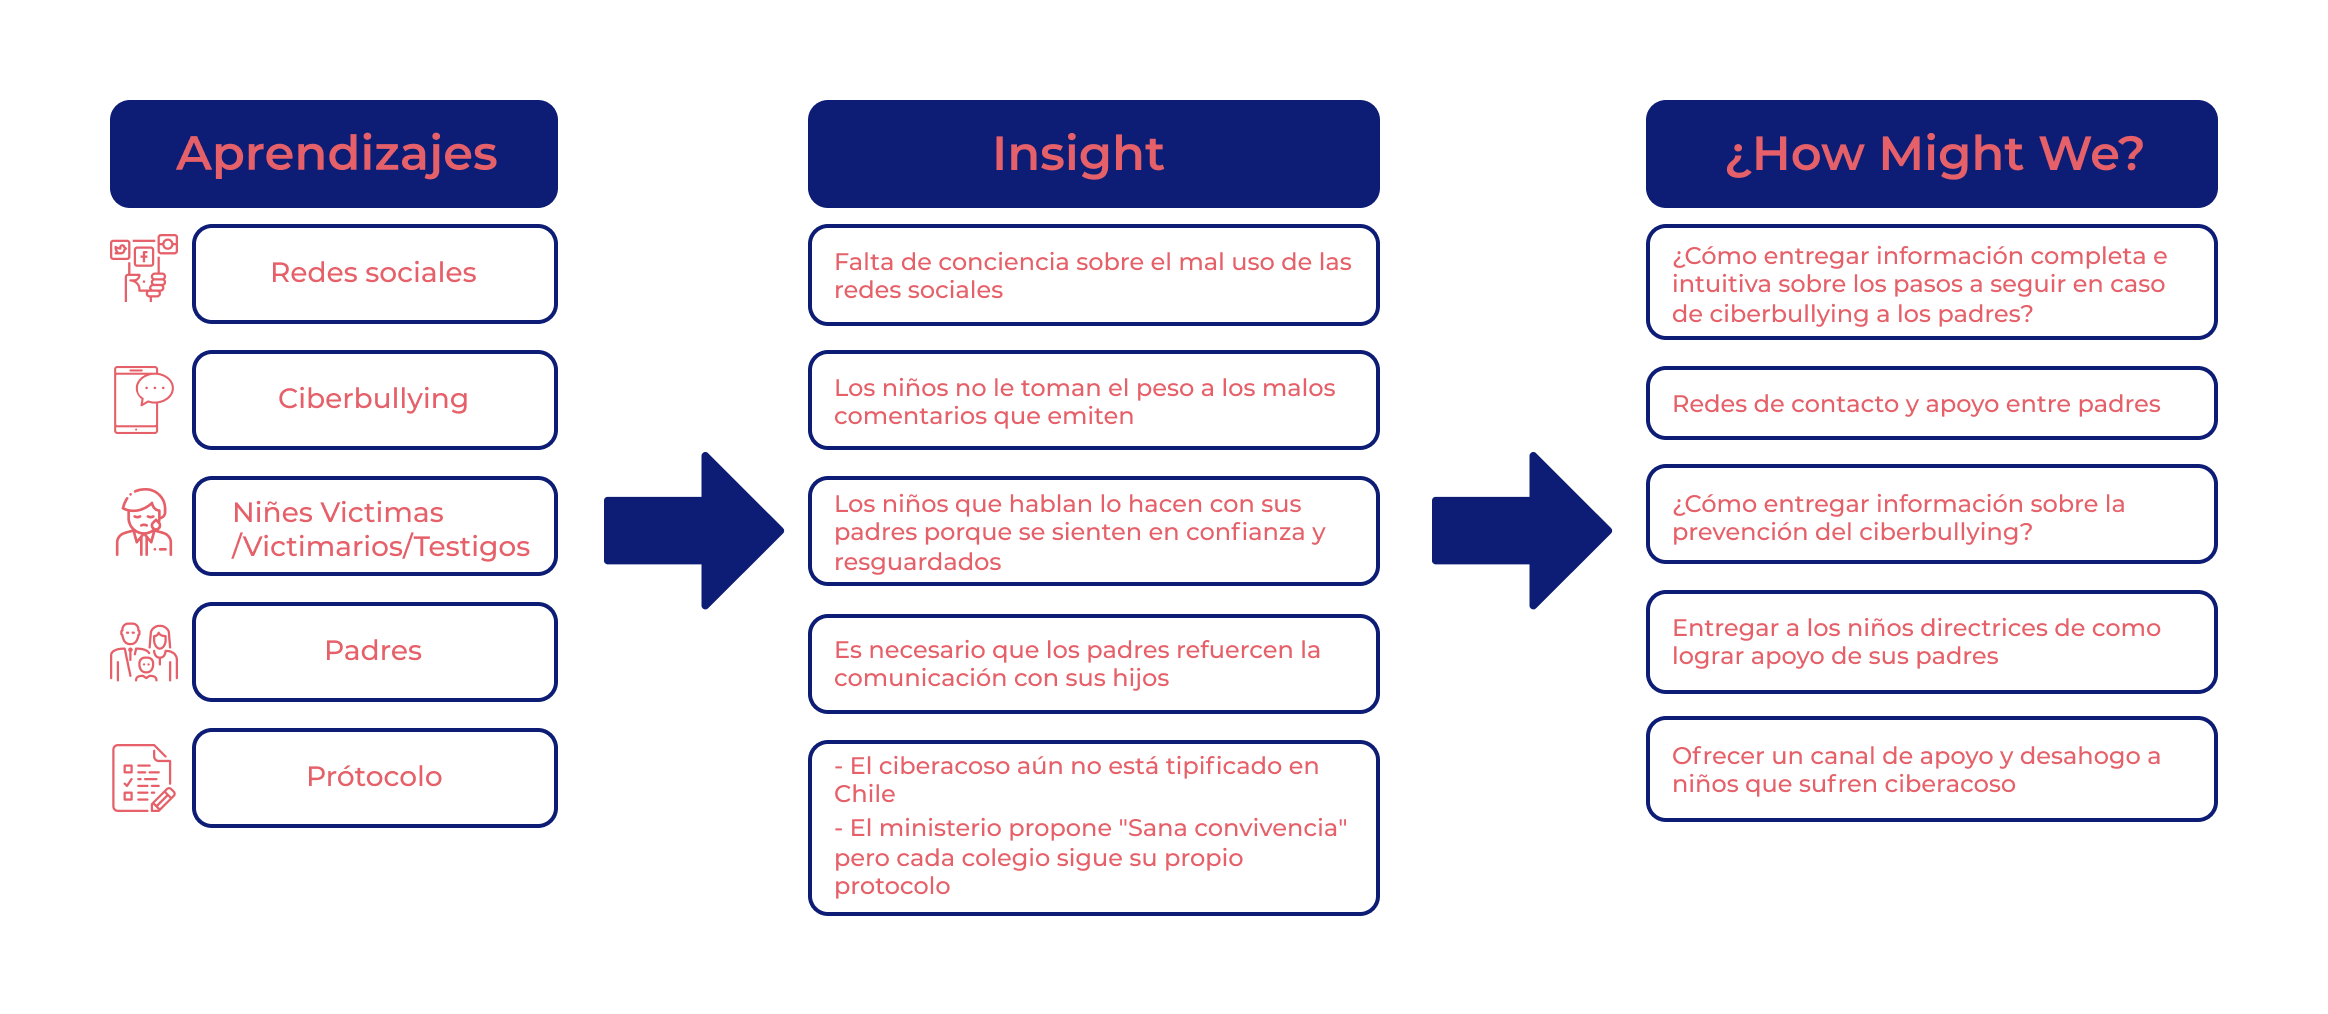 Aprendizajes
Redes sociales
Ciberbullying
Niñes Victimas
/Victimarios/Testigos
Padres
Prótocolo
Insight
Falta de conciencia sobre el mal uso de las
redes sociales
Los niños no le toman el peso a los malos
comentarios que emiten
Los niños que hablan lo hacen con sus
padres porque se sienten en confianza y
resguardados
Es necesario que los padres refuercen la
comunicación con sus hijos
- El ciberacoso aún no está tipificado en
Chile
- El ministerio propone "Sana convivencia"
pero cada colegio sigue su propio
protocolo
¿How Might We?
¿Cómo entregar información completa e
intuitiva sobre los pasos a seguir en caso
de ciberbullying a los padres?
Redes de contacto y apoyo entre padres
¿Cómo entregar información sobre la
prevención del ciberbullying?
Entregar a los niños directrices de como
lograr apoyo de sus padres
Ofrecer un canal de apoyo y desahogo a
niños que sufren ciberacoso